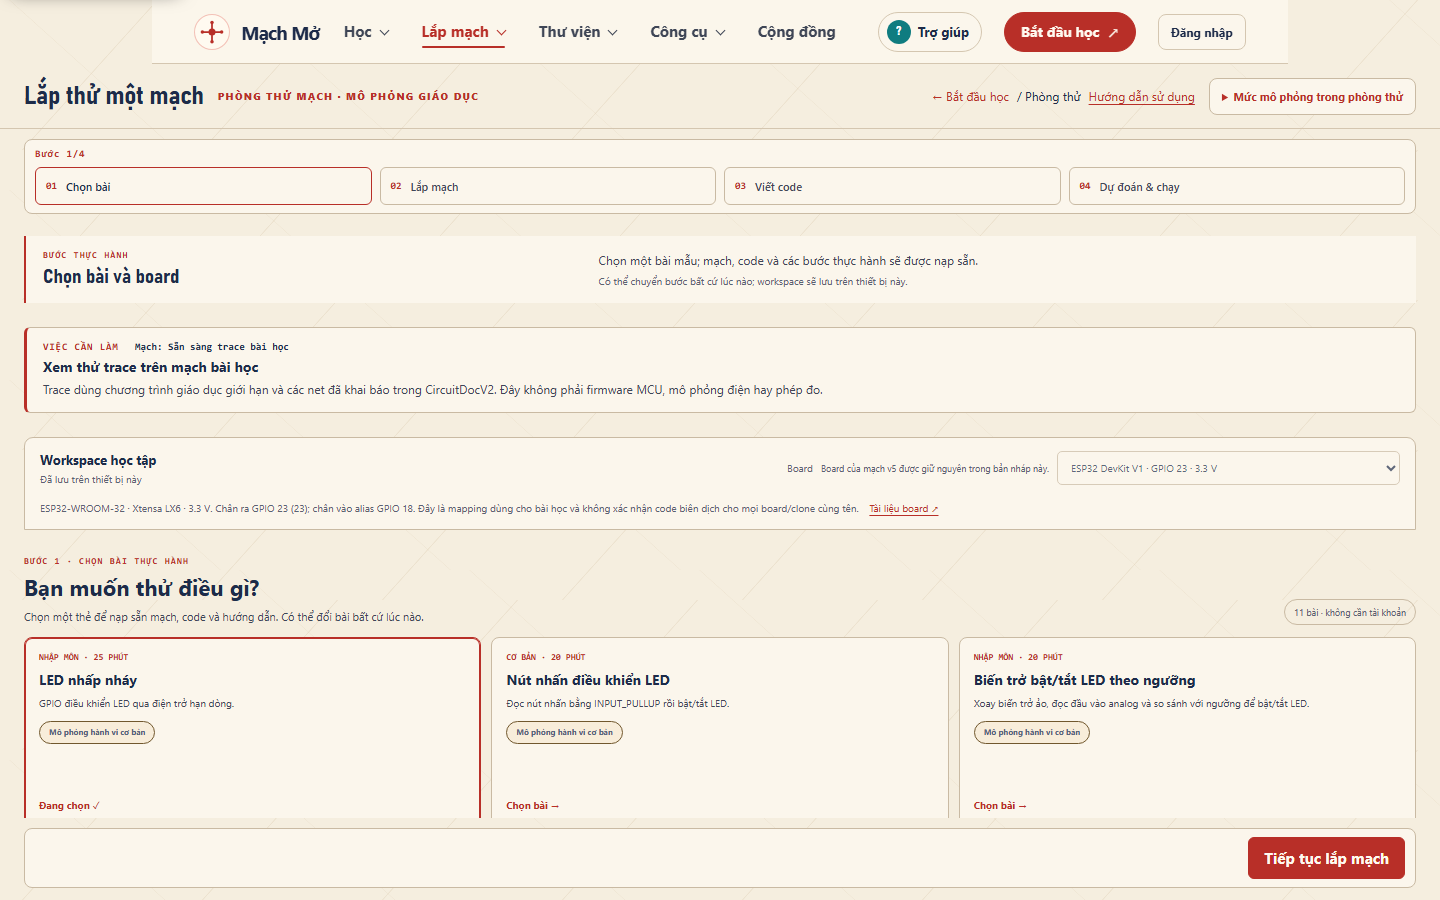 Mạch Mở
Học
Lắp mạch
Thư viện
Công cụ
Cộng đồng
? Trợ giúp
Bắt đầu học ↗
Đăng nhập
Lắp thử một mạch
PHÒNG THỬ MẠCH · MÔ PHỎNG GIÁO DỤC
← Bắt đầu học / Phòng thử Hướng dẫn sử dụng
▸ Mức mô phỏng trong phòng thử
Bước 1/4
01 Chọn bài
02 Lắp mạch
03 Viết code
04 Dự đoán & chạy
BƯỚC THỰC HÀNH
Chọn bài và board
Chọn một bài mẫu; mạch, code và các bước thực hành sẽ được nạp sẵn.
Có thể chuyển bước bất cứ lúc nào; workspace sẽ lưu trên thiết bị này.
VIỆC CẦN LÀM Mạch: Sẵn sàng trace bài học
Xem thử trace trên mạch bài học
Trace dùng chương trình giáo dục giới hạn và các net đã khai báo trong CircuitDocV2. Đây không phải firmware MCU, mô phỏng điện hay phép đo.
Workspace học tập
Đã lưu trên thiết bị này
Board Board của mạch v5 được giữ nguyên trong bản nháp này.
ESP32 DevKit V1 · GPIO 23 · 3.3 V
ESP32-WROOM-32 · Xtensa LX6 · 3.3 V. Chân ra GPIO 23 (23); chân vào alias GPIO 18. Đây là mapping dùng cho bài học và không xác nhận code biên dịch cho mọi board/clone cùng tên. Tài liệu board ↗
BƯỚC 1 · CHỌN BÀI THỰC HÀNH
Bạn muốn thử điều gì?
Chọn một thẻ để nạp sẵn mạch, code và hướng dẫn. Có thể đổi bài bất cứ lúc nào.
11 bài · không cần tài khoản
NHẬP MÔN · 25 PHÚT
LED nhấp nháy
GPIO điều khiển LED qua điện trở hạn dòng.
Mô phỏng hành vi cơ bản
Đang chọn ✓
CƠ BẢN · 20 PHÚT
Nút nhấn điều khiển LED
Đọc nút nhấn bằng INPUT_PULLUP rồi bật/tắt LED.
Mô phỏng hành vi cơ bản
Chọn bài →
NHẬP MÔN · 20 PHÚT
Biến trở bật/tắt LED theo ngưỡng
Xoay biến trở ảo, đọc đầu vào analog và so sánh với ngưỡng để bật/tắt LED.
Mô phỏng hành vi cơ bản
Chọn bài →
Tiếp tục lắp mạch